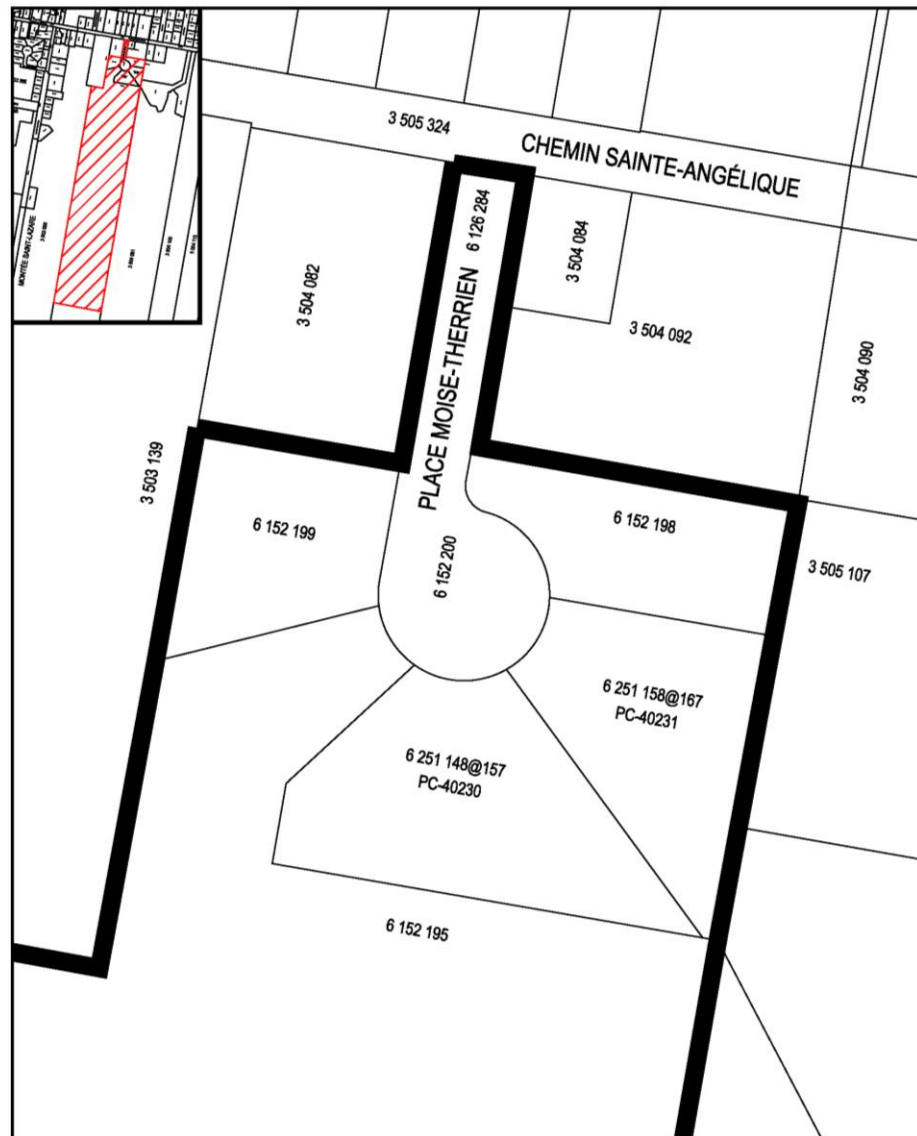 MONTÉE SAINT-LAZARE
3 505 324
CHEMIN SAINTE-ANGÉLIQUE
6 126 284
3 504 084
3 504 082
3 504 092
3 504 090
PLACE MOISE-THERRIEN
3 503 139
6 152 199
6 152 198
6 152 200
3 505 107
6 251 158@167
PC-40231
6 251 148@157
PC-40230
6 152 195